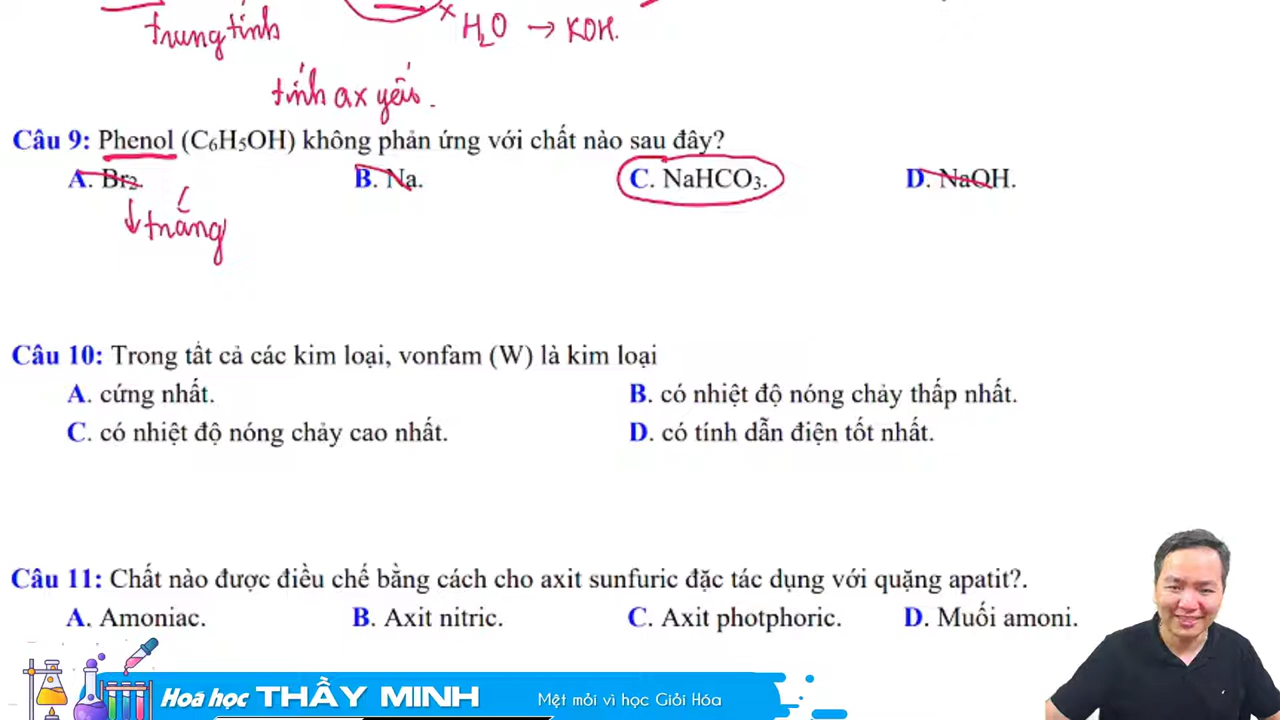 trung tính
H₂O → KOH.
tính ax yếu.
Câu 9: Phenol (C₆H₅OH) không phản ứng với chất nào sau đây?
A. Br₂. B. Na. C. NaHCO₃. D. NaOH.
↓ trắng
Câu 10: Trong tất cả các kim loại, vonfam (W) là kim loại
A. cứng nhất. B. có nhiệt độ nóng chảy thấp nhất.
C. có nhiệt độ nóng chảy cao nhất. D. có tính dẫn điện tốt nhất.
Câu 11: Chất nào được điều chế bằng cách cho axit sunfuric đặc tác dụng với quặng apatit?.
A. Amoniac. B. Axit nitric. C. Axit photphoric. D. Muối amoni.
Hoá học THẦY MINH Mệt mỏi vì học Giỏi Hóa